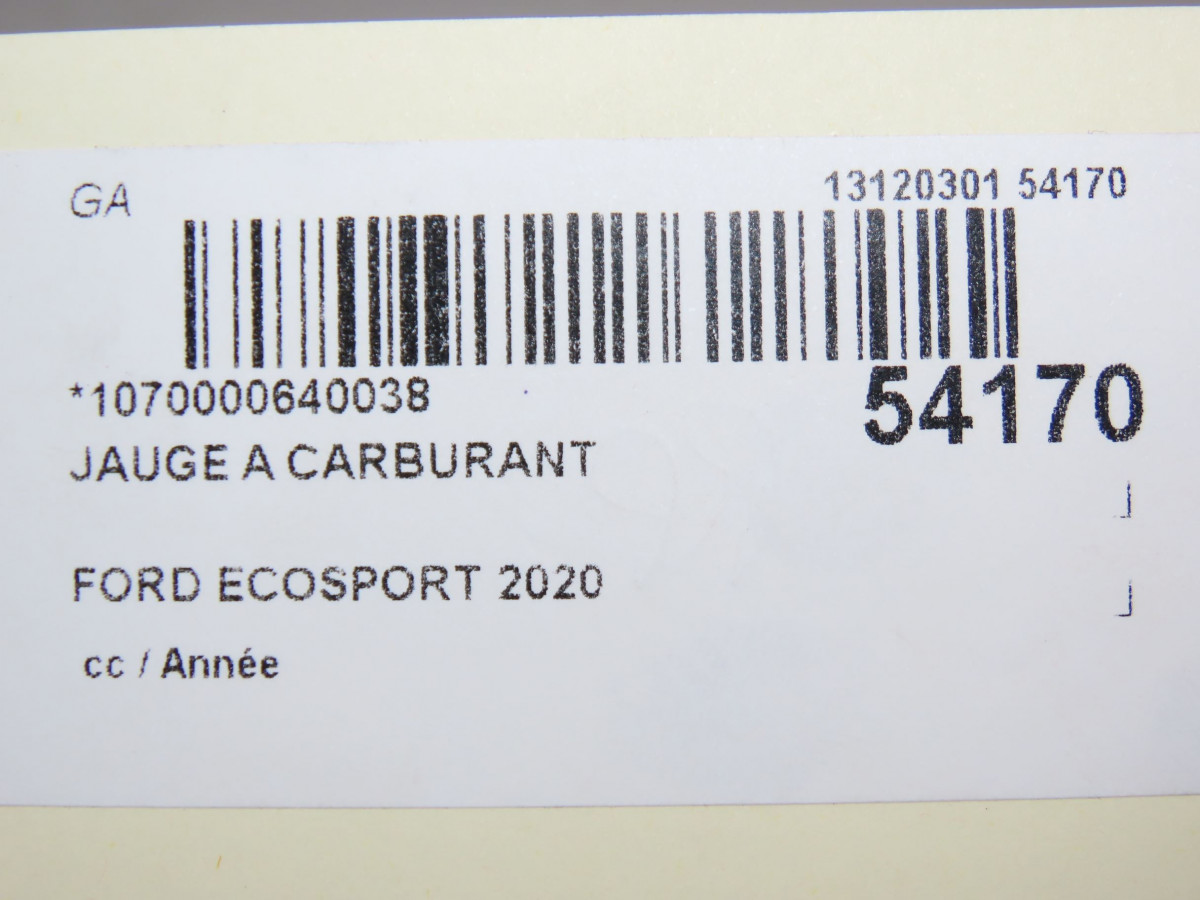 GA
13120301 54170
*1070000640038
54170
JAUGE A CARBURANT
FORD ECOSPORT 2020
cc / Année